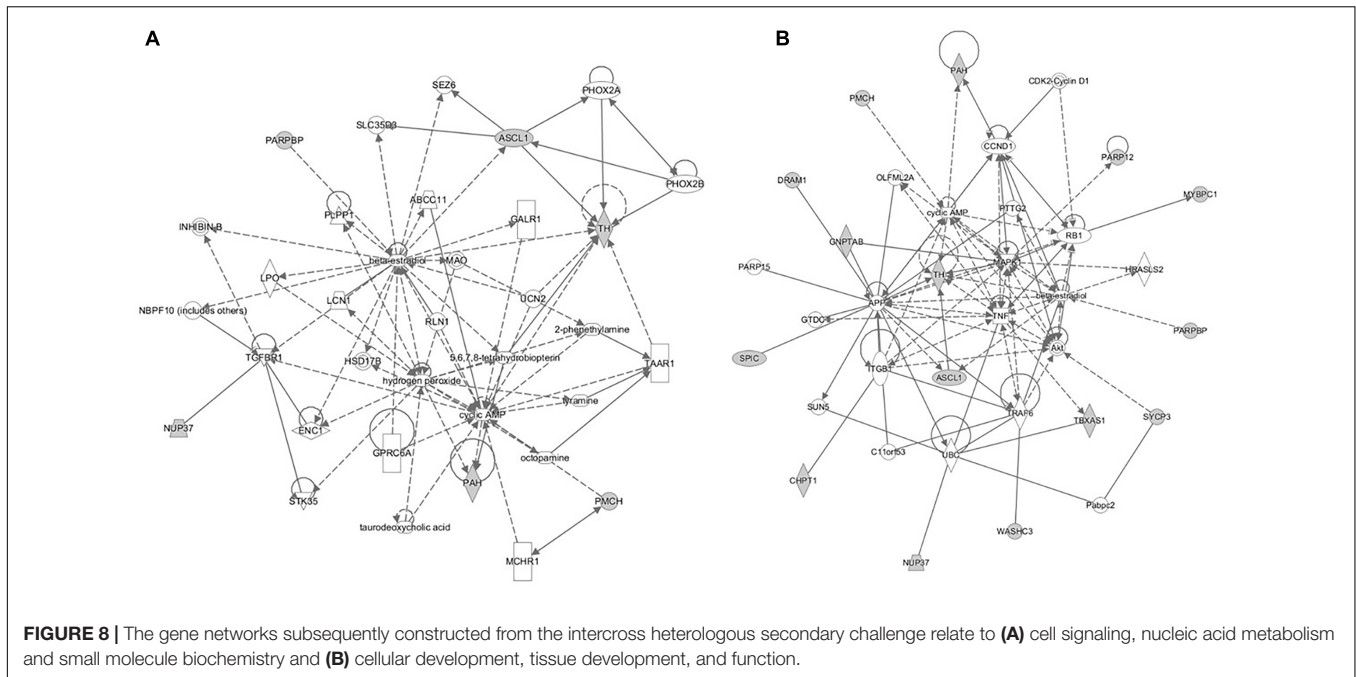 A
B
SEZ6
PHOX2A
SLC35D3
ASCL1
PARPBP
PHOX2B
ABCC11
PLPP1
GALR1
INHIBIN-B
TH
beta-estradiol
MAO
LPO
LCN1
UCN2
NBPF10 (includes others)
RLN1
2-phenethylamine
TGFBR1
HSD17B
5,6,7,8-tetrahydrobiopterin
TAAR1
hydrogen peroxide
tyramine
cyclic AMP
NUP37
ENC1
GPRC6A
octopamine
PAH
STK35
PMCH
taurodeoxycholic acid
MCHR1
PAH
CDK2-Cyclin D1
PMCH
CCND1
PARP12
DRAM1
OLFML2A
MYBPC1
cyclic AMP
PTTG2
GNPTAB
RB1
PARP15
MAPK
HRASLS2
TH
APP
beta-estradiol
GTDC1
TNF
PARPBP
Akt
SPIC
ITGB1
ASCL1
SUN5
TRAF6
TBXAS1
SYCP3
C11orf53
UBC
CHPT1
Pabpc2
WASHC3
NUP37
FIGURE 8 | The gene networks subsequently constructed from the intercross heterologous secondary challenge relate to (A) cell signaling, nucleic acid metabolism
and small molecule biochemistry and (B) cellular development, tissue development, and function.